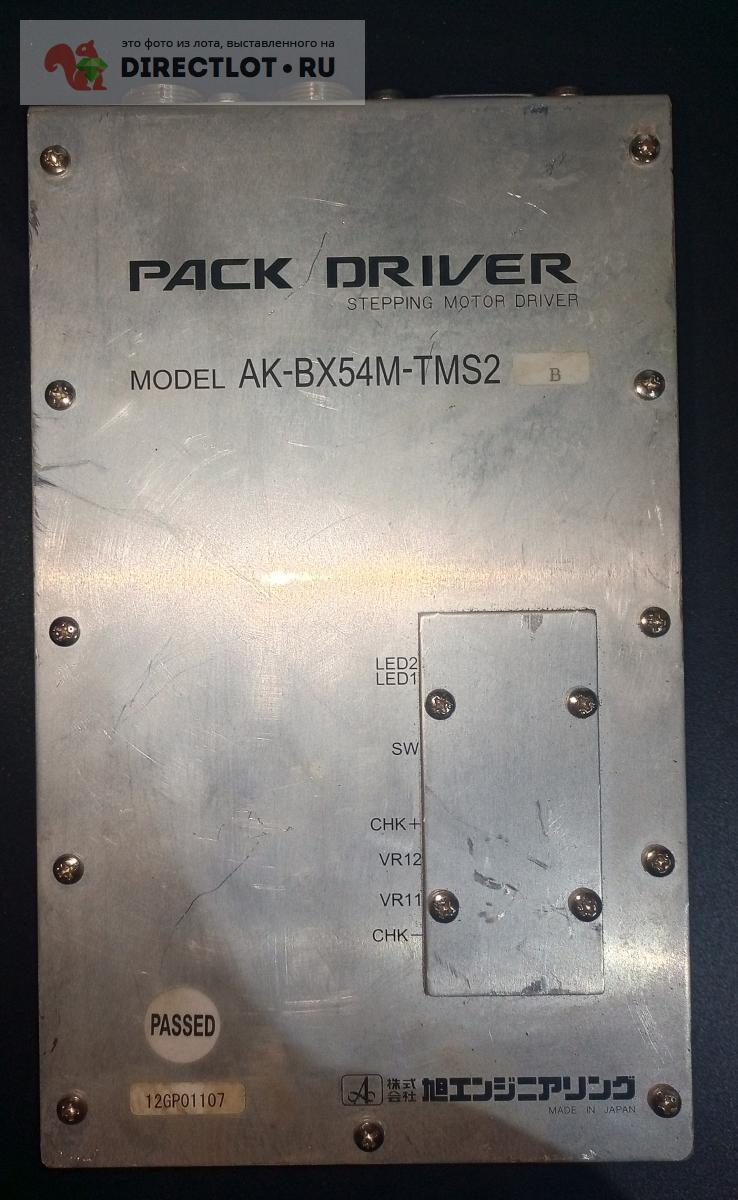 это фото из лота, выставленного на
DIRECTLOT•RU
PACK DRIVER
STEPPING MOTOR DRIVER
MODEL AK-BX54M-TMS2 B
LED2
LED1
SW
CHK+
VR12
VR11
CHK-
PASSED
12GP01107
A 株式会社 旭エンジニアリング
MADE IN JAPAN